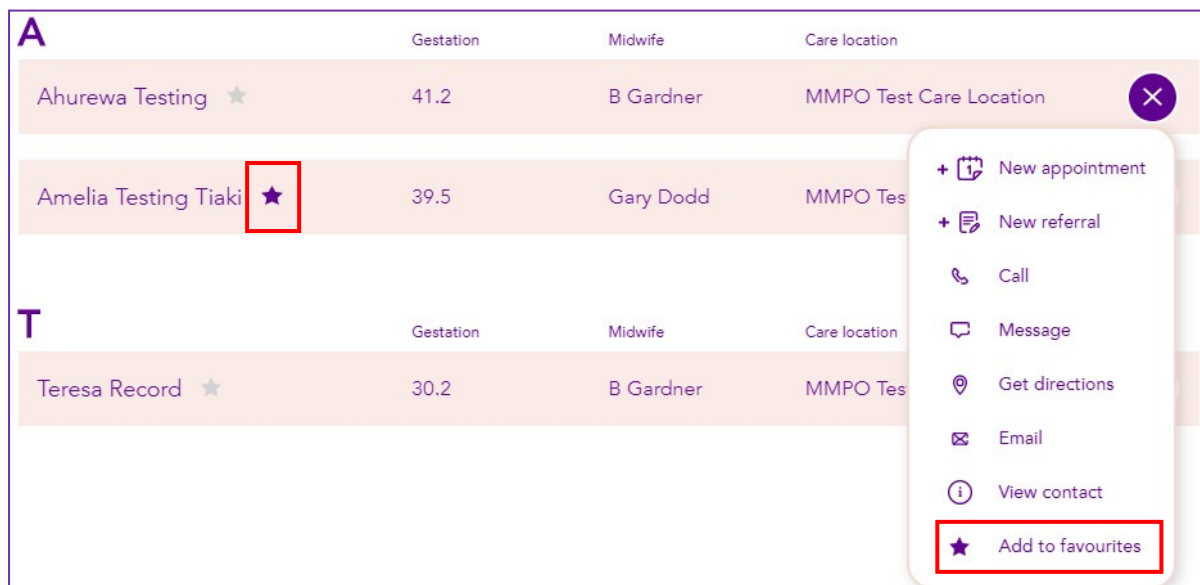 A Gestation Midwife Care location
Ahurewa Testing 41.2 B Gardner MMPO Test Care Location
Amelia Testing Tiaki 39.5 Gary Dodd MMPO Tes
T Gestation Midwife Care location
Teresa Record 30.2 B Gardner MMPO Tes
+ 1 New appointment
+ New referral
Call
Message
Get directions
Email
i View contact
Add to favourites